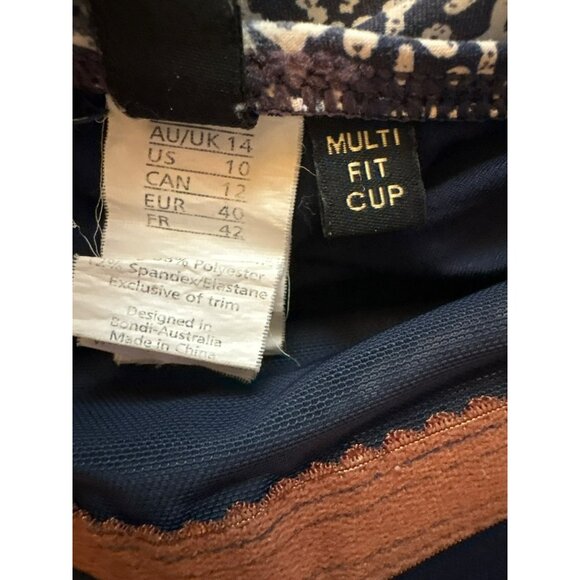 AU/UK 14
US 10
CAN 12
EUR 40
FR 42
Polyester
Spandex/Elastane
Exclusive of trim
Designed in
Bondi-Australia
Made in China
MULTI
FIT
CUP